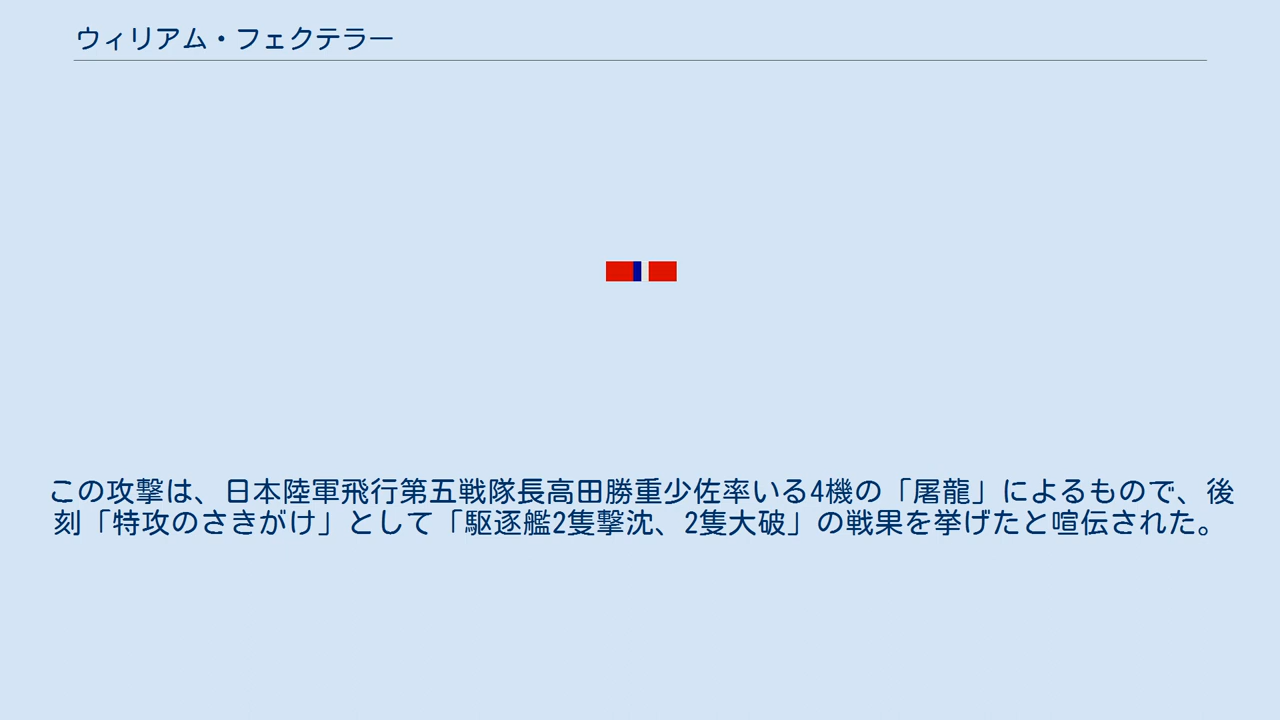 ウィリアム・フェクテラー
この攻撃は、日本陸軍飛行第五戦隊長高田勝重少佐率いる4機の「屠龍」によるもので、後
刻「特攻のさきがけ」として「駆逐艦2隻撃沈、2隻大破」の戦果を挙げたと喧伝された。